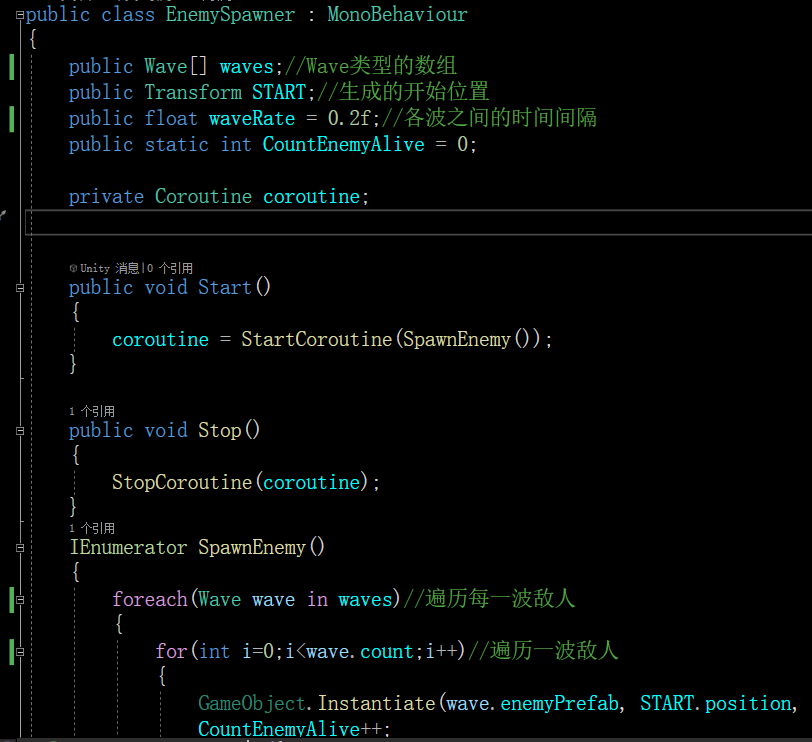 public class EnemySpawner : MonoBehaviour
{
public Wave[] waves;//Wave类型的数组
public Transform START;//生成的开始位置
public float waveRate = 0.2f;//各波之间的时间间隔
public static int CountEnemyAlive = 0;
private Coroutine coroutine;
Unity 消息|0 个引用
public void Start()
{
coroutine = StartCoroutine(SpawnEnemy());
}
1 个引用
public void Stop()
{
StopCoroutine(coroutine);
}
1 个引用
IEnumerator SpawnEnemy()
{
foreach(Wave wave in waves)//遍历每一波敌人
{
for(int i=0;i<wave.count;i++)//遍历一波敌人
{
GameObject.Instantiate(wave.enemyPrefab, START.position,
CountEnemyAlive++;